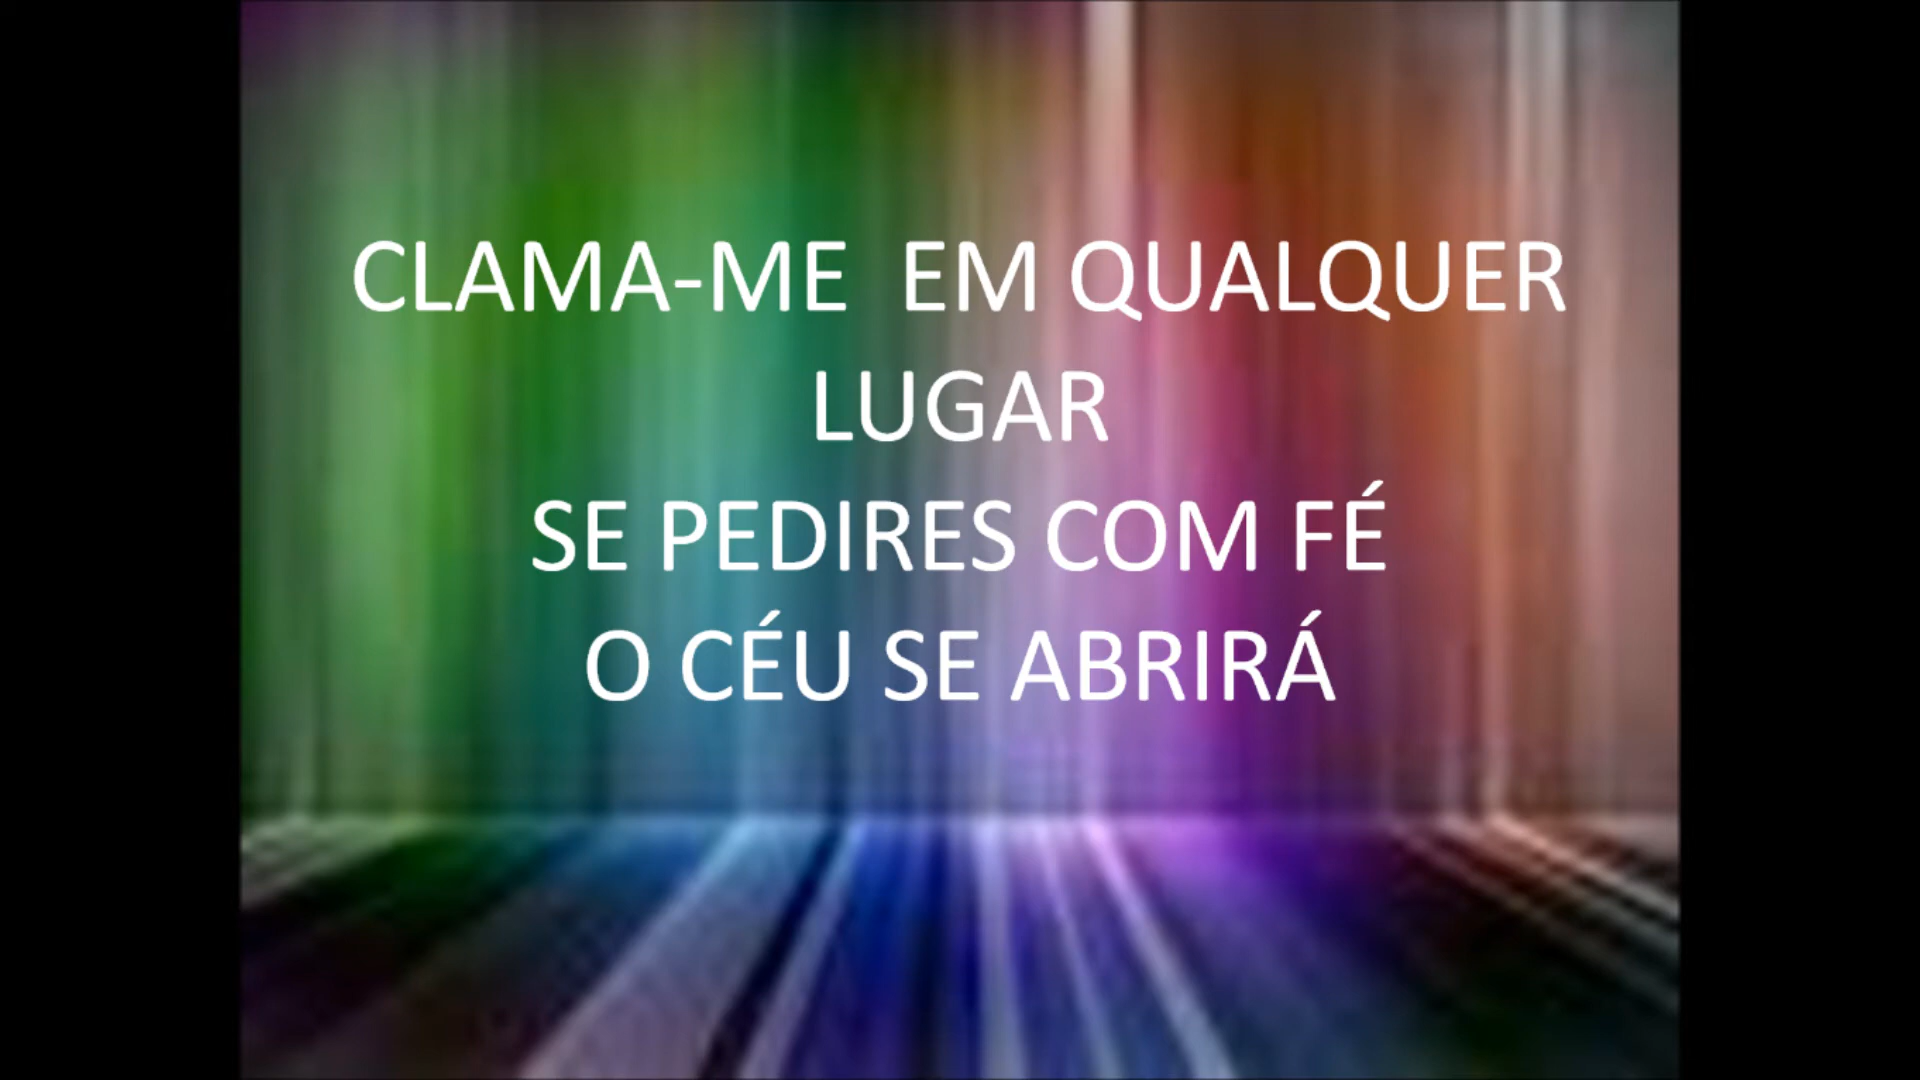 CLAMA-ME  EM QUALQUER
LUGAR
SE PEDIRES COM FÉ
O CÉU SE ABRIRÁ